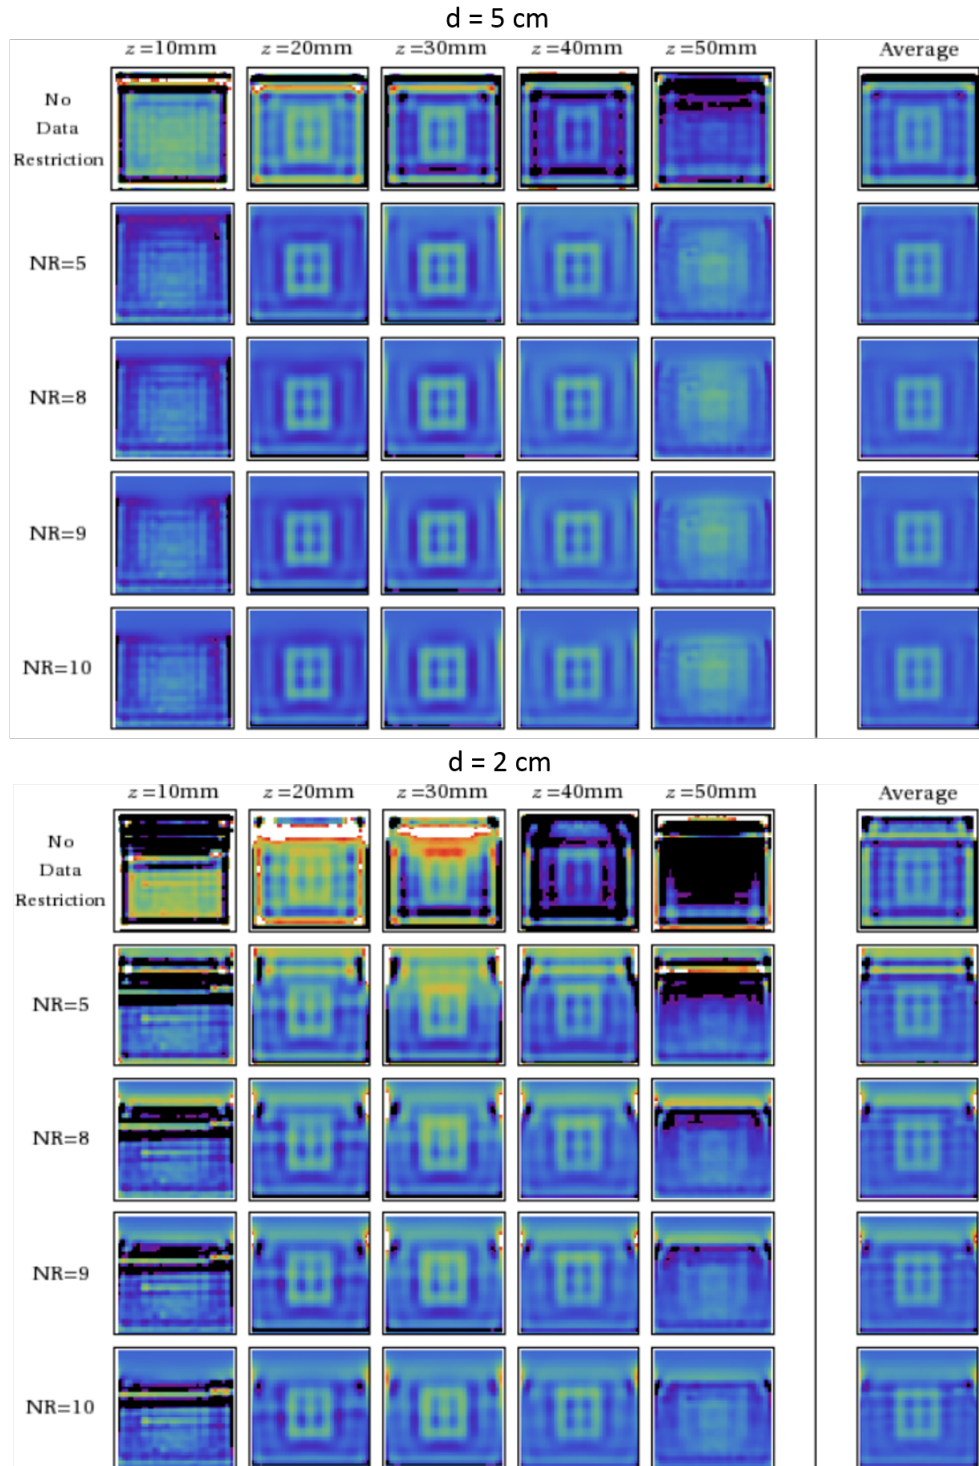 d = 5 cm
z =10mm z =20mm z =30mm z =40mm z =50mm Average
No
Data
Restriction
NR=5
NR=8
NR=9
NR=10
d = 2 cm
z =10mm z =20mm z =30mm z =40mm z =50mm Average
No
Data
Restriction
NR=5
NR=8
NR=9
NR=10